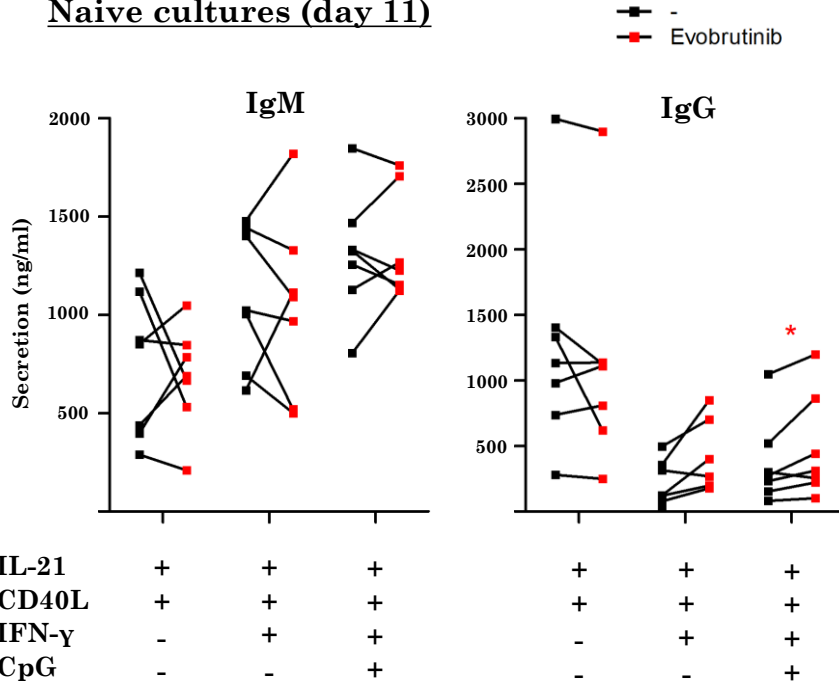 Naive cultures (day 11)
-
Evobrutinib
IgM
IgG
Secretion (ng/ml)
2000
1500
1000
500
3000
2500
2000
1500
1000
500
*
IL-21 + + + + + +
CD40L + + + + + +
IFN-γ - + + - + +
CpG - - + - - +